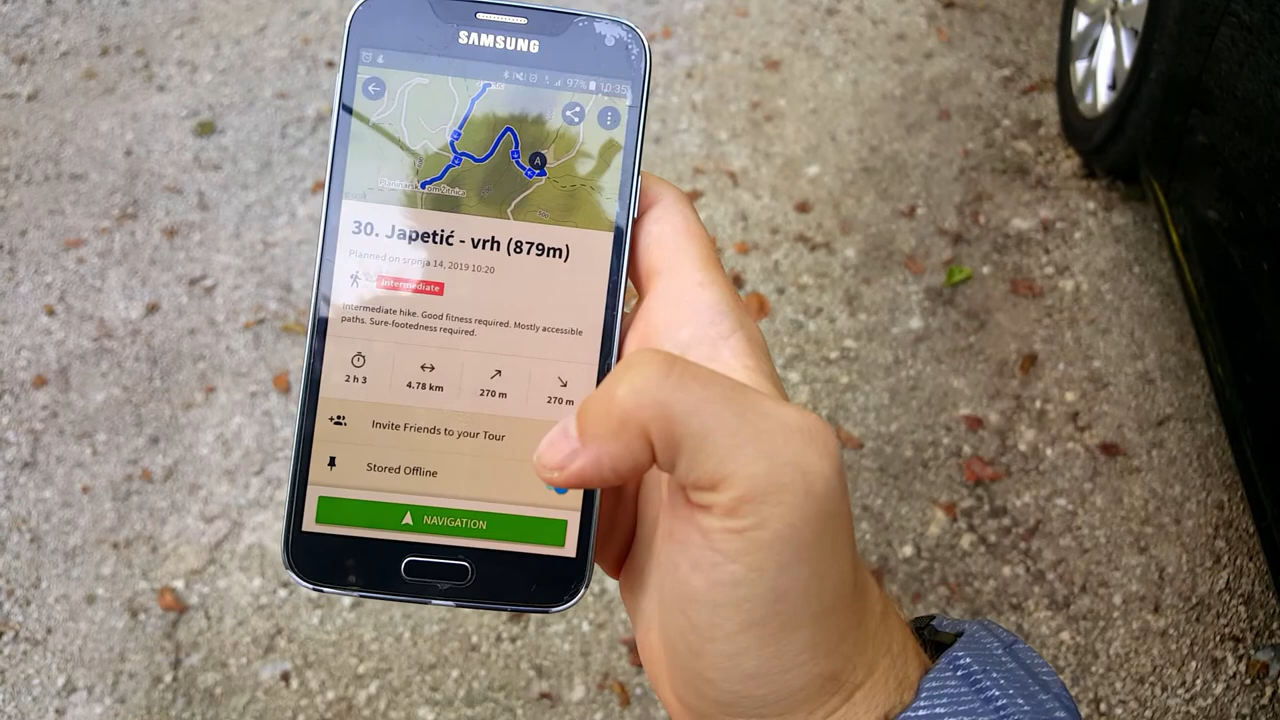 SAMSUNG
97% 10:35
A
500
30. Japetić - vrh (879m)
Planned on srpnja 14, 2019 10:20
Intermediate
Intermediate hike. Good fitness required. Mostly accessible
paths. Sure-footedness required.
2 h 3 4.78 km 270 m 270 m
Invite Friends to your Tour
Stored Offline
NAVIGATION